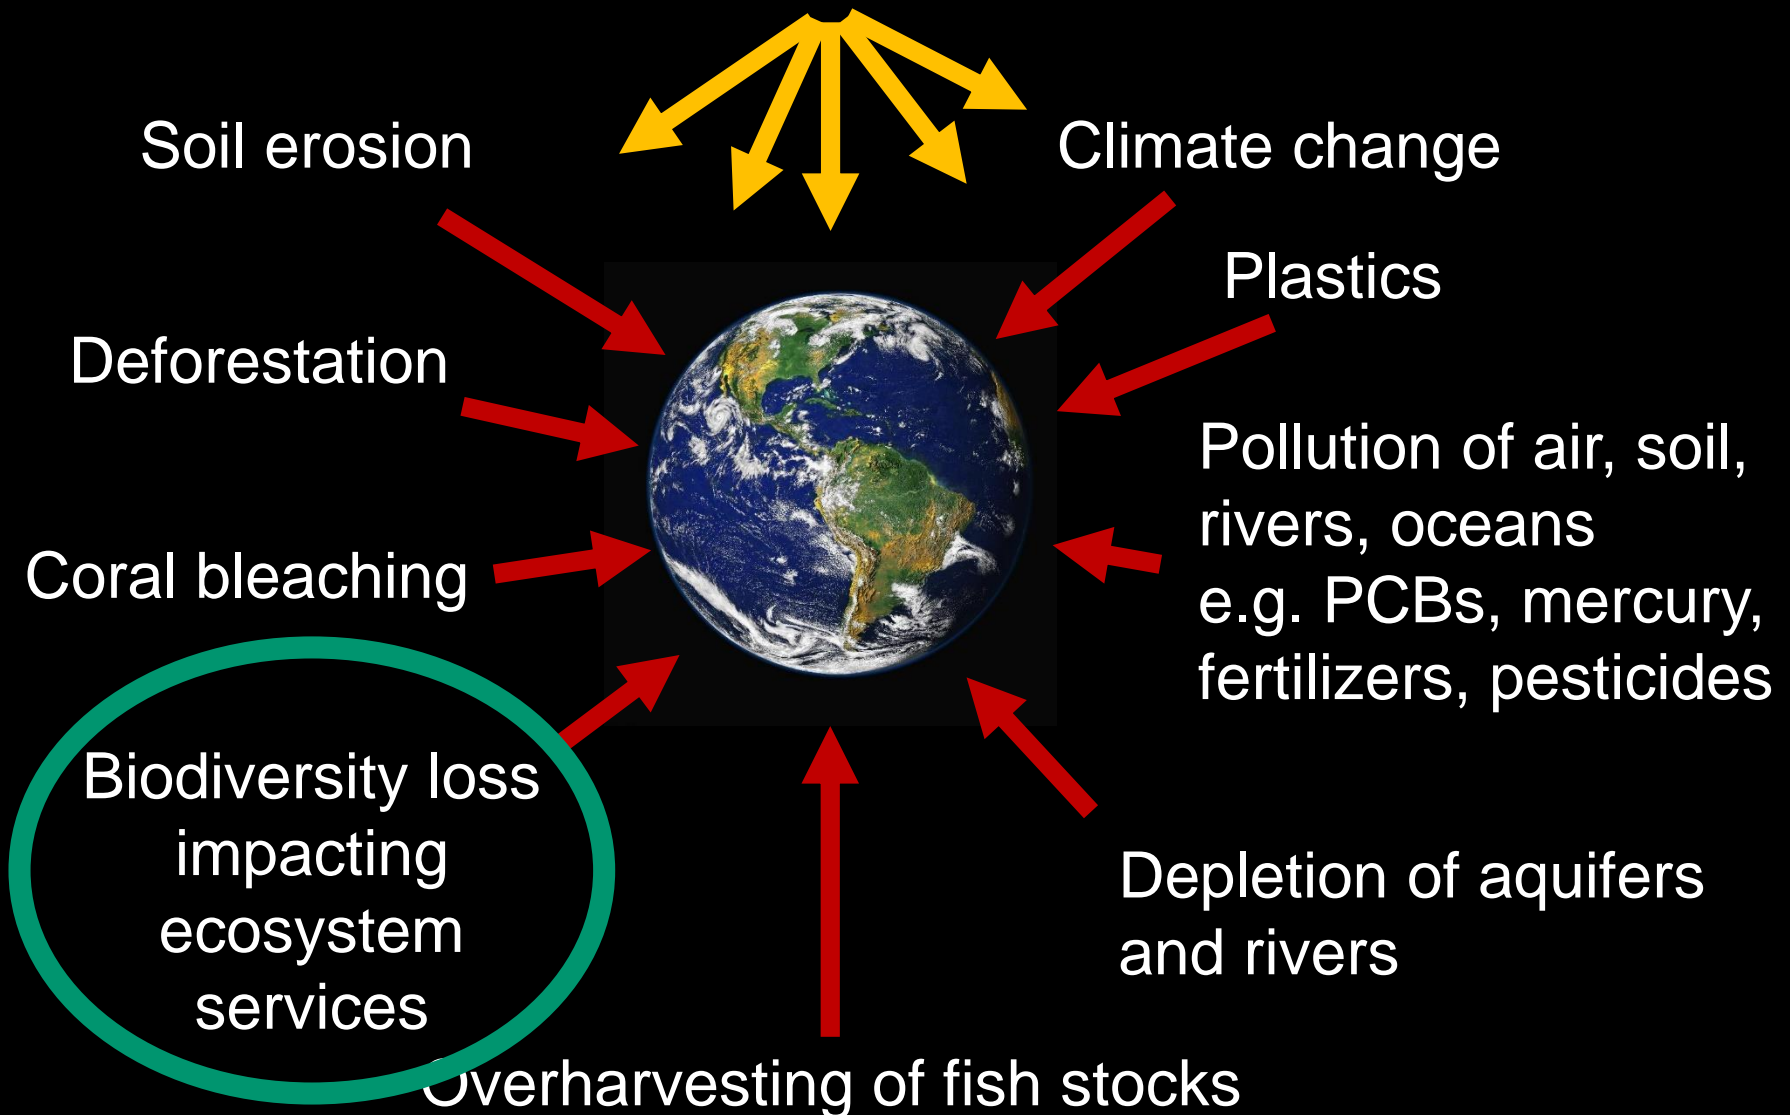 Soil erosion
Climate change
Plastics
Deforestation
Pollution of air, soil,
rivers, oceans
e.g. PCBs, mercury,
fertilizers, pesticides
Coral bleaching
Biodiversity loss
impacting
ecosystem
services
Depletion of aquifers
and rivers
Overharvesting of fish stocks